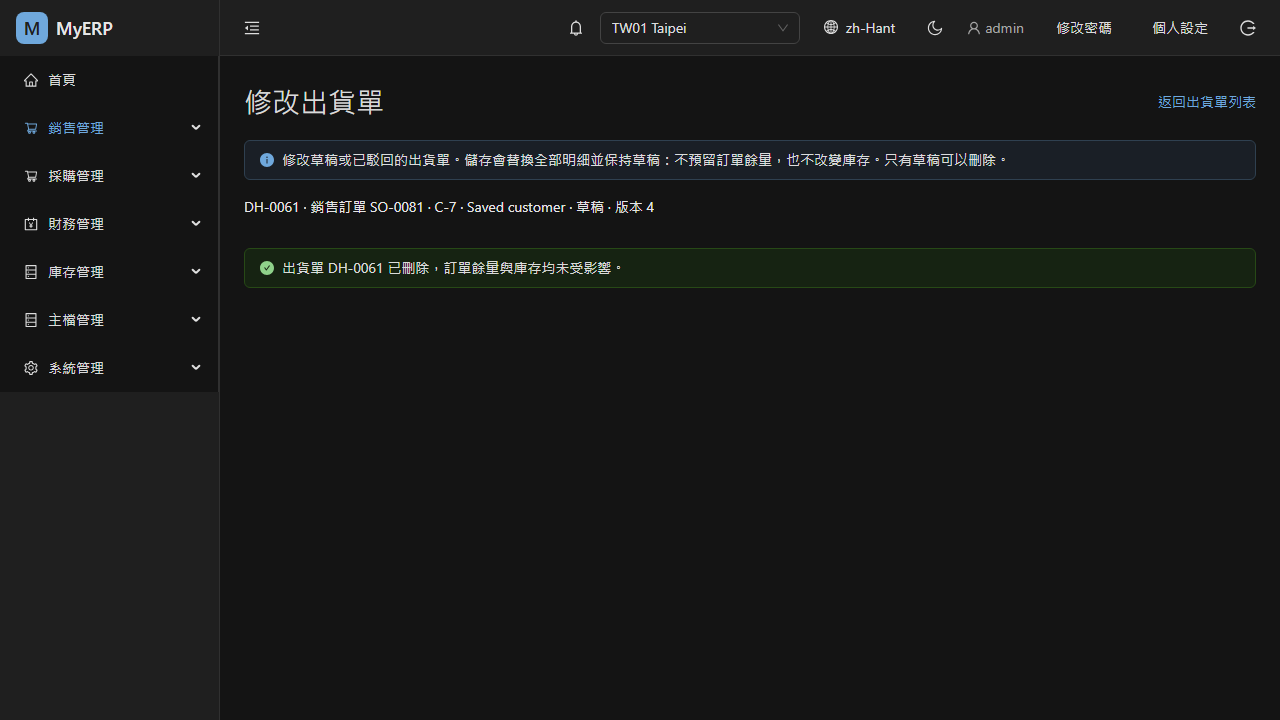 M MyERP
TW01 Taipei
zh-Hant
admin
修改密碼
個人設定
首頁
銷售管理
採購管理
財務管理
庫存管理
主檔管理
系統管理
修改出貨單
返回出貨單列表
修改草稿或已駁回的出貨單。儲存會替換全部明細並保持草稿：不預留訂單餘量，也不改變庫存。只有草稿可以刪除。
DH-0061 · 銷售訂單 SO-0081 · C-7 · Saved customer · 草稿 · 版本 4
出貨單 DH-0061 已刪除，訂單餘量與庫存均未受影響。